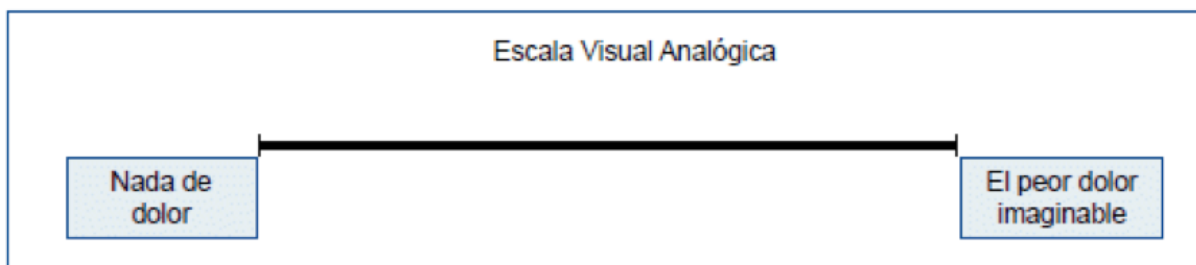 Escala Visual Analógica
Nada de
dolor
El peor dolor
imaginable